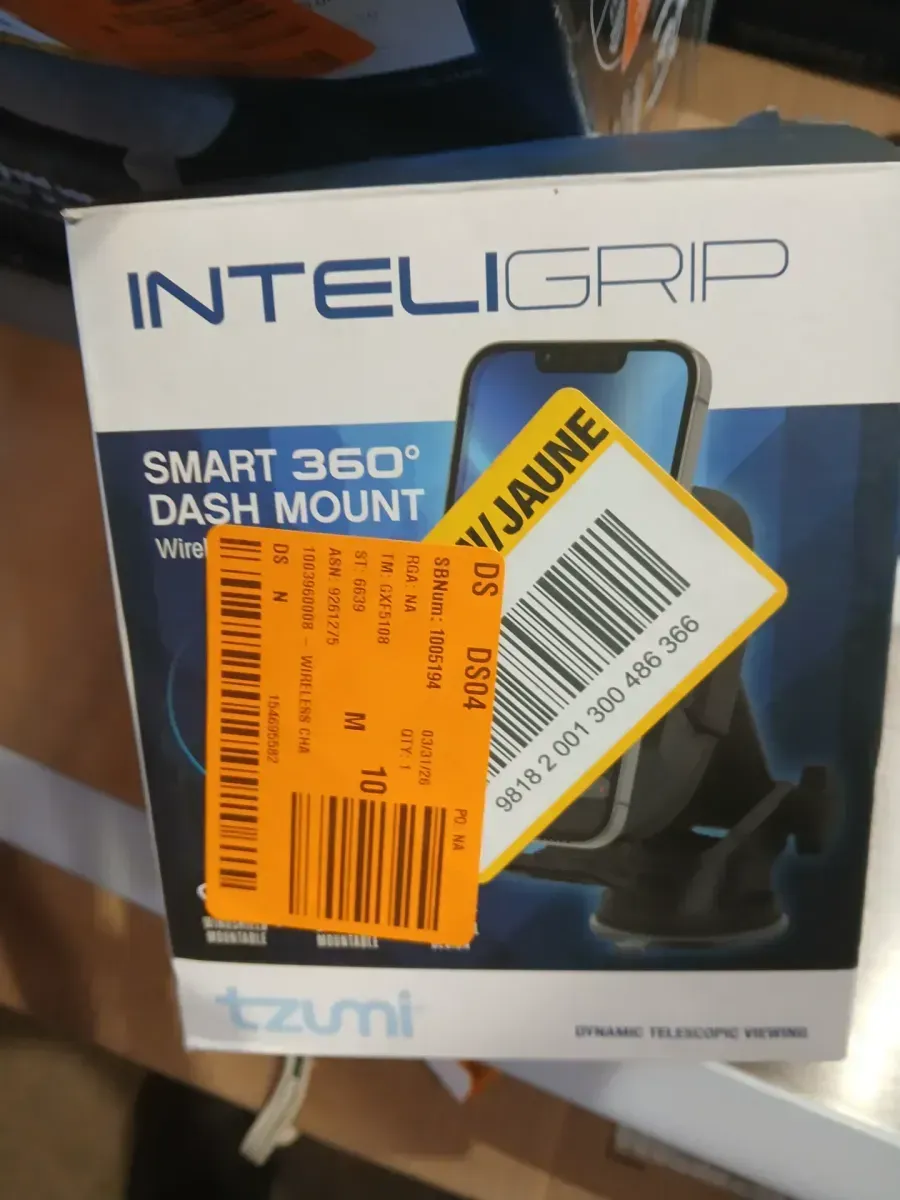 INTELIGRIP
SMART 360°
DASH MOUNT
/JAUNE
9818 2 001 300 486 366
DS DS04
SBNum: 1005194
RGA: NA
03/31/26
TM: GXF5108
QTY: 1
PO: NA
ST: 6639
M 10
ASN: 9261275
1003960008 - WIRELESS CHA
DS N
154695582
MOUNTABLE
MOUNTABLE
tzumi
DYNAMIC TELESCOPIC VIEWING